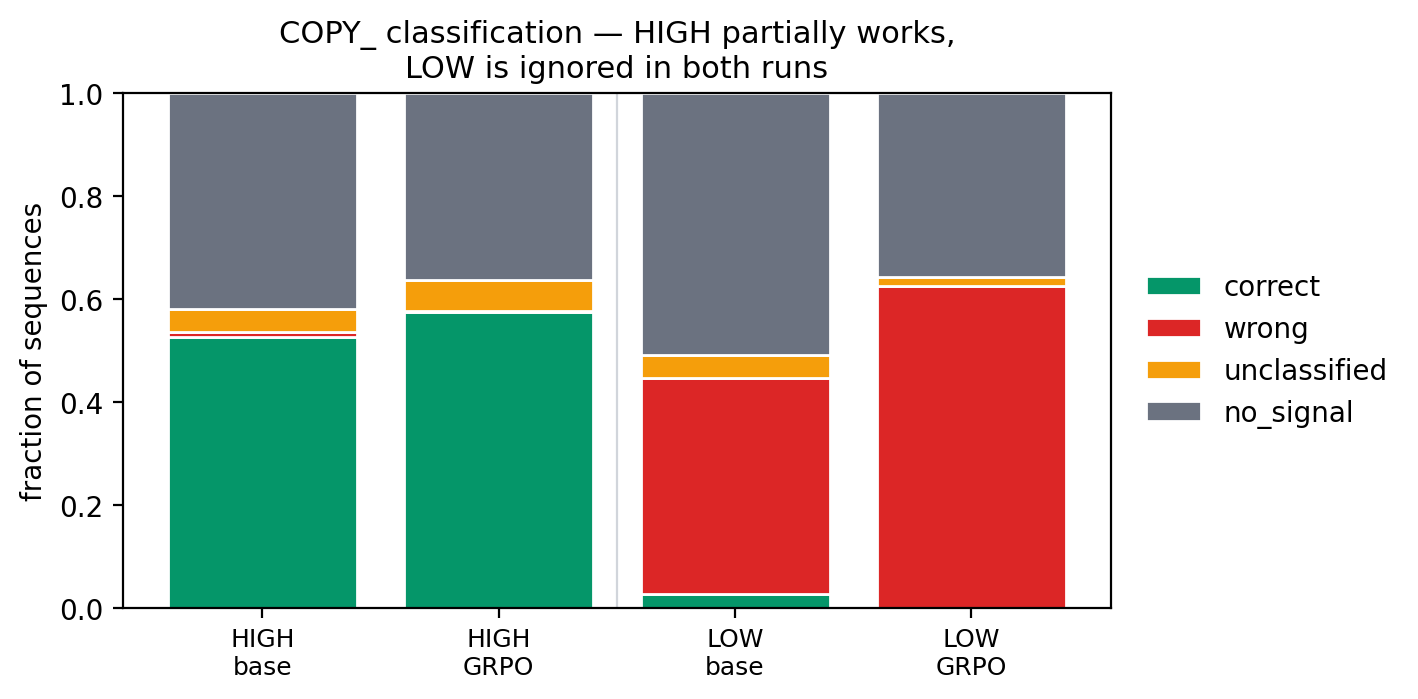 COPY_ classification — HIGH partially works,
LOW is ignored in both runs
fraction of sequences
1.0
0.8
0.6
0.4
0.2
0.0
HIGH
base
HIGH
GRPO
LOW
base
LOW
GRPO
correct
wrong
unclassified
no_signal